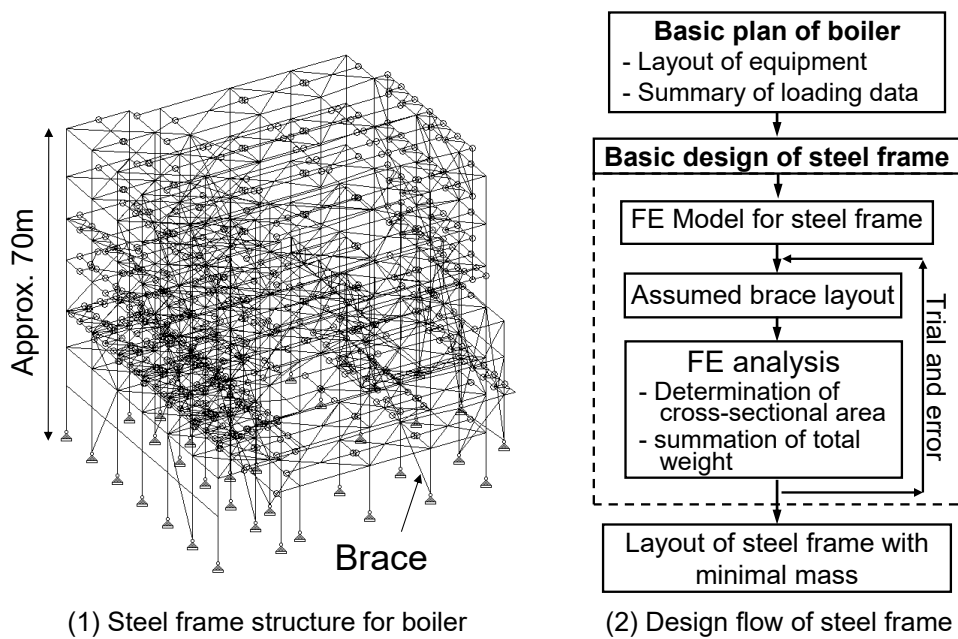 Approx. 70m
Brace
(1) Steel frame structure for boiler
Basic plan of boiler
- Layout of equipment
- Summary of loading data
Basic design of steel frame
FE Model for steel frame
Assumed brace layout
FE analysis
- Determination of
cross-sectional area
- summation of total
weight
Trial and error
Layout of steel frame with
minimal mass
(2) Design flow of steel frame